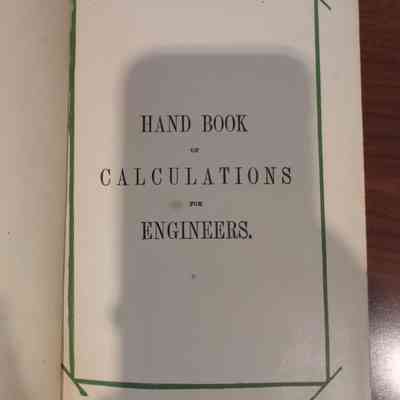 HAND BOOK
OF
CALCULATIONS
FOR
ENGINEERS.